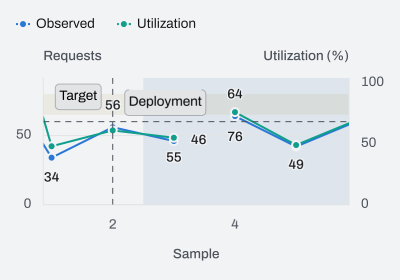 Observed Utilization
Requests Utilization (%)
100
Target 56 Deployment 64
50 46 76 50
34 55 49
0 0
2 4
Sample